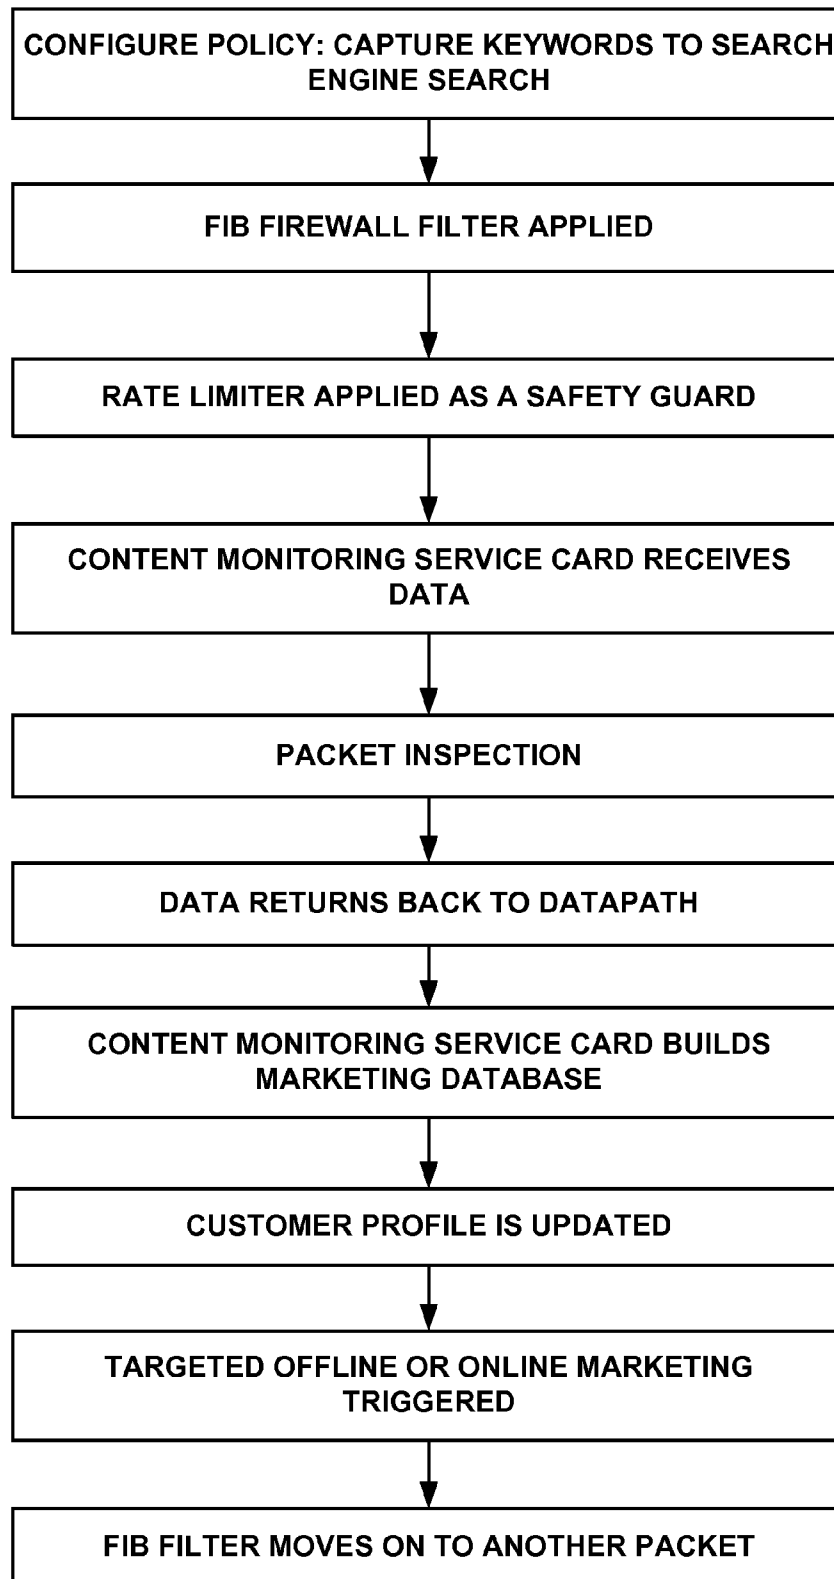 CONFIGURE POLICY: CAPTURE KEYWORDS TO SEARCH
ENGINE SEARCH
FIB FIREWALL FILTER APPLIED
RATE LIMITER APPLIED AS A SAFETY GUARD
CONTENT MONITORING SERVICE CARD RECEIVES
DATA
PACKET INSPECTION
DATA RETURNS BACK TO DATAPATH
CONTENT MONITORING SERVICE CARD BUILDS
MARKETING DATABASE
CUSTOMER PROFILE IS UPDATED
TARGETED OFFLINE OR ONLINE MARKETING
TRIGGERED
FIB FILTER MOVES ON TO ANOTHER PACKET